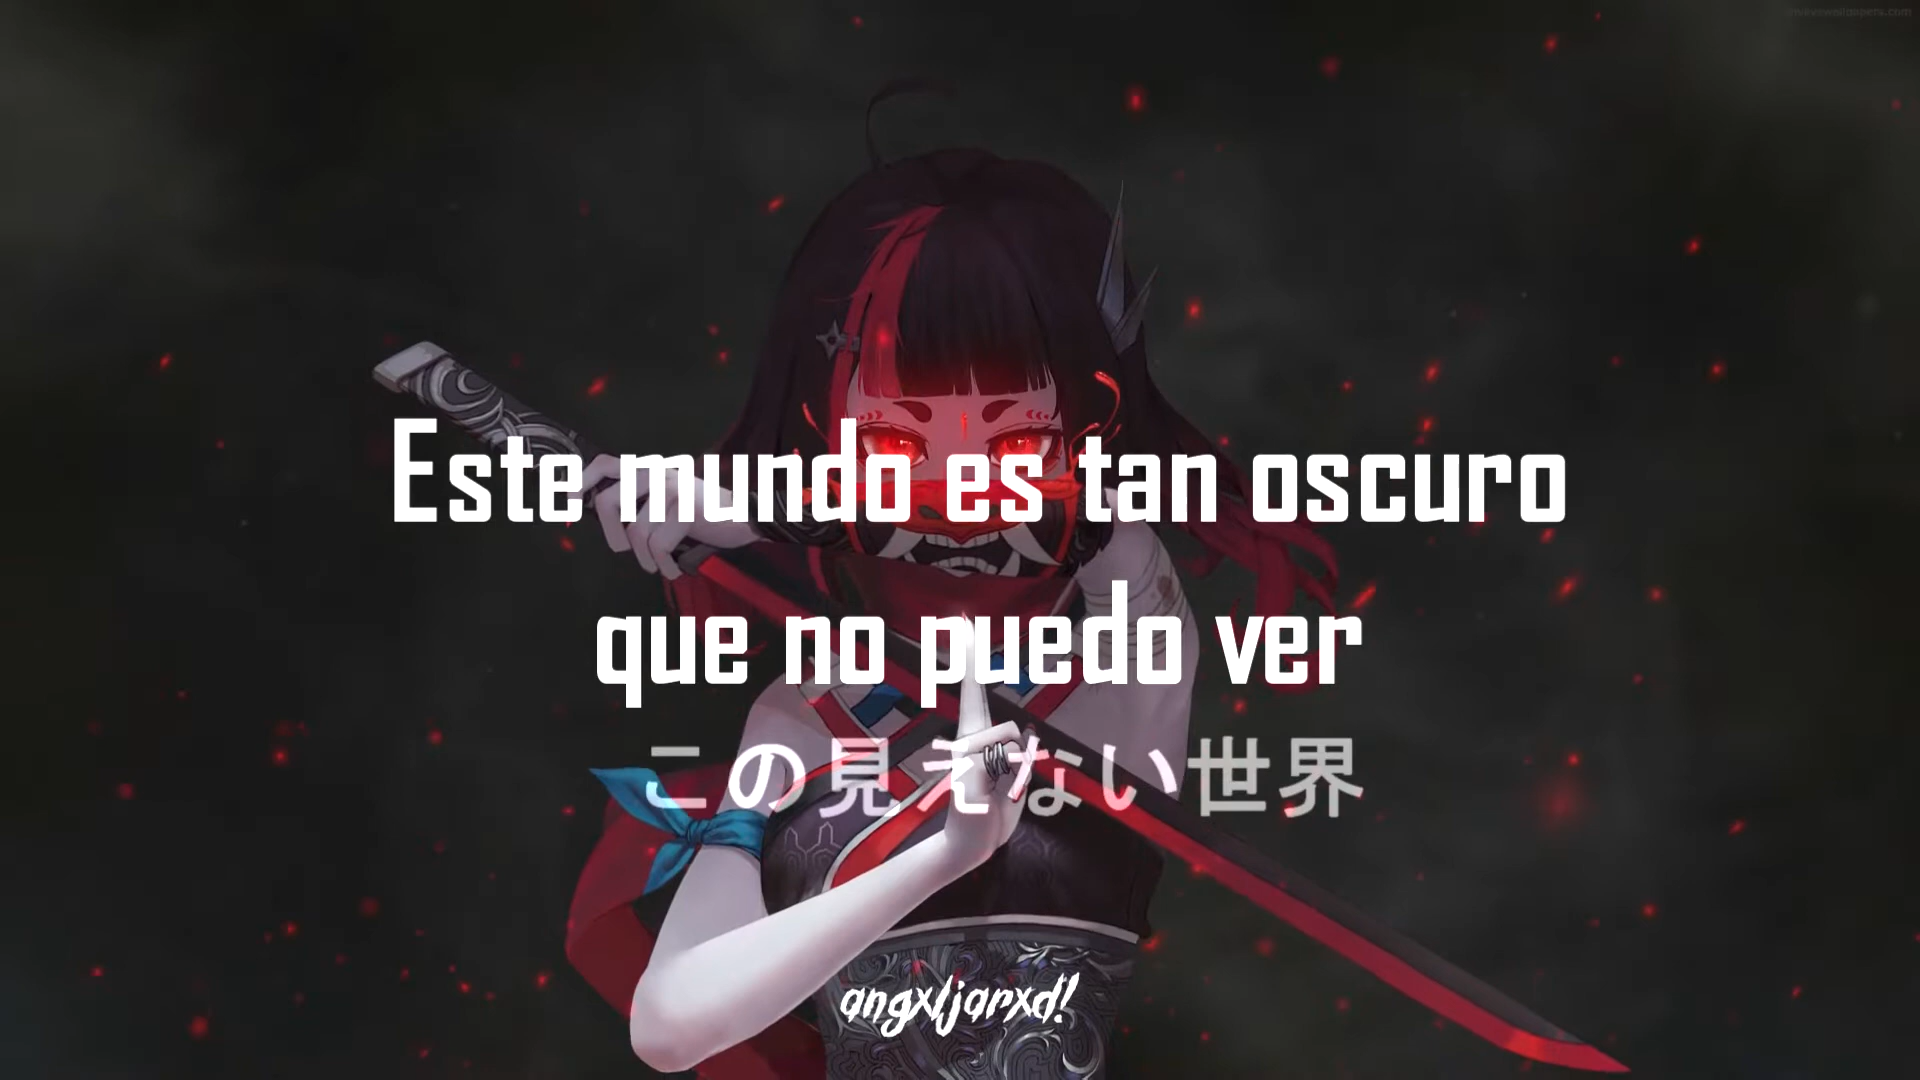 Este mundo es tan oscuro
que no puedo ver
この見えない世界
angxljarxd!